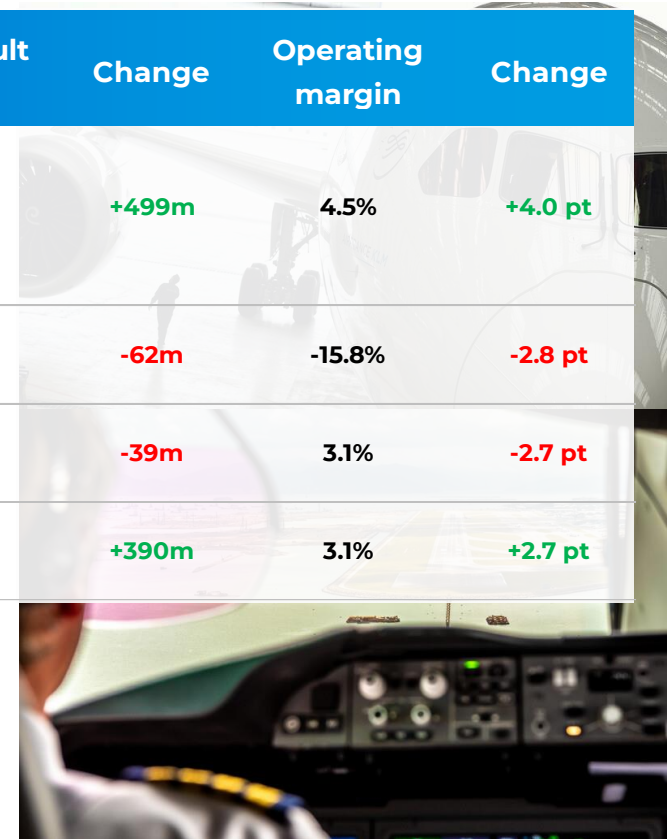 ult
Change
Operating
margin
Change
+499m
4.5%
+4.0 pt
-62m
-15.8%
-2.8 pt
-39m
3.1%
-2.7 pt
+390m
3.1%
+2.7 pt